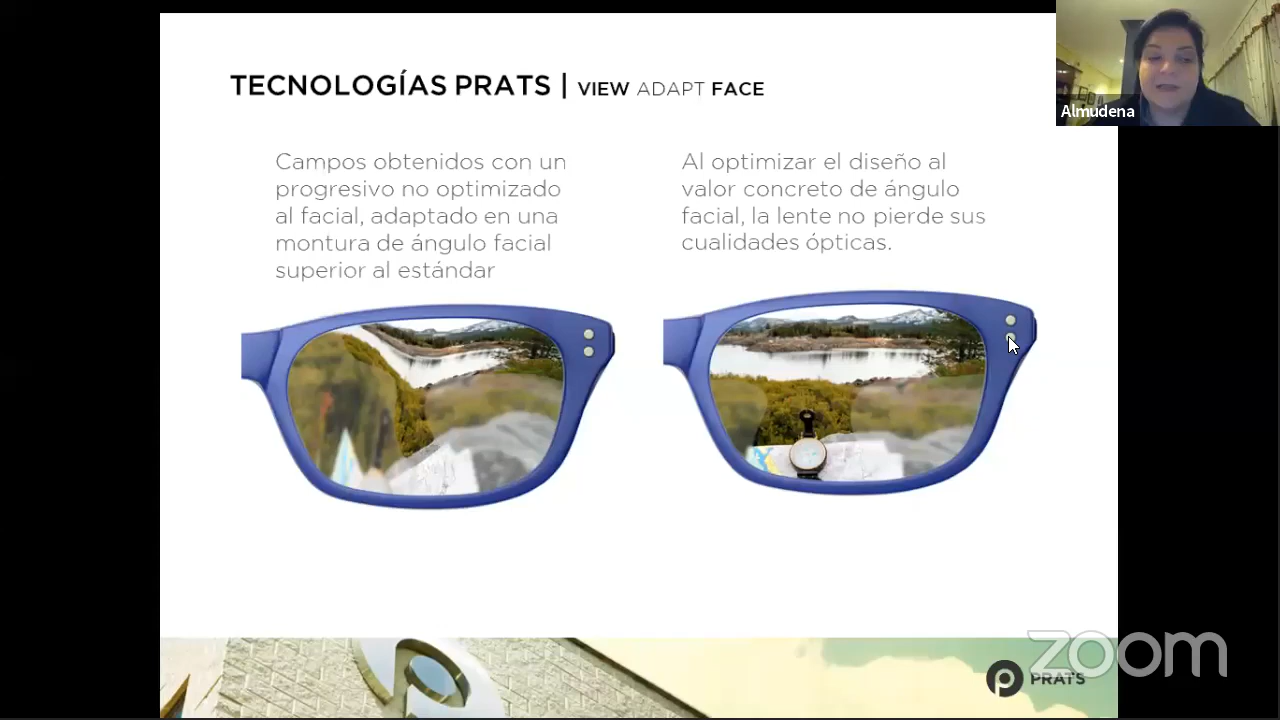 TECNOLOGÍAS PRATS | VIEW ADAPT FACE
Almudena
Campos obtenidos con un
progresivo no optimizado
al facial, adaptado en una
montura de ángulo facial
superior al estándar
Al optimizar el diseño al
valor concreto de ángulo
facial, la lente no pierde sus
cualidades ópticas.
zoom
PRATS